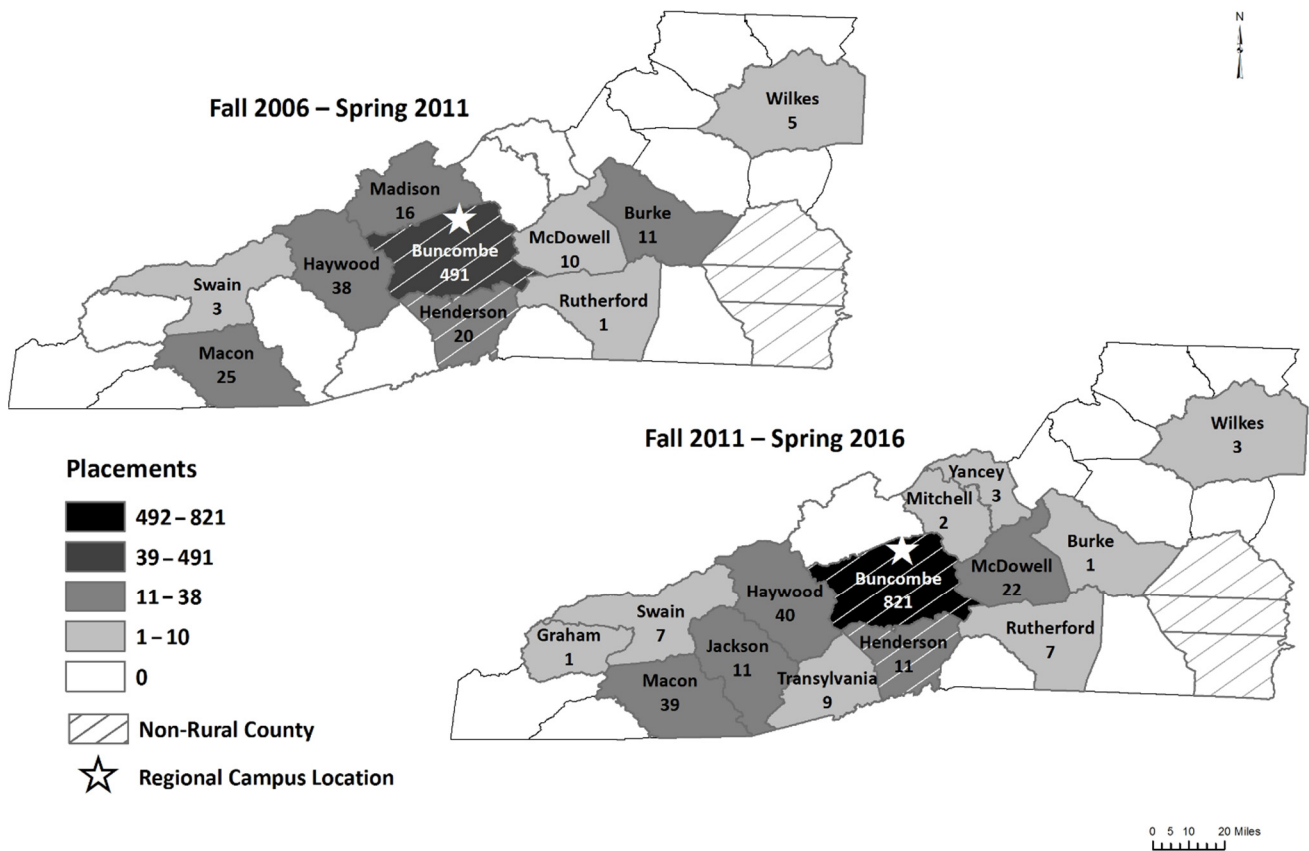 N
Fall 2006 – Spring 2011
Wilkes
5
Madison
16
Burke
11
McDowell
10
Buncombe
491
Haywood
38
Swain
3
Henderson
20
Rutherford
1
Macon
25
Fall 2011 – Spring 2016
Wilkes
3
Yancey
3
Mitchell
2
Burke
1
McDowell
22
Buncombe
821
Haywood
40
Swain
7
Graham
1
Jackson
11
Henderson
11
Rutherford
7
Macon
39
Transylvania
9
Placements
492 – 821
39 – 491
11 – 38
1 – 10
0
Non-Rural County
Regional Campus Location
0 5 10 20 Miles